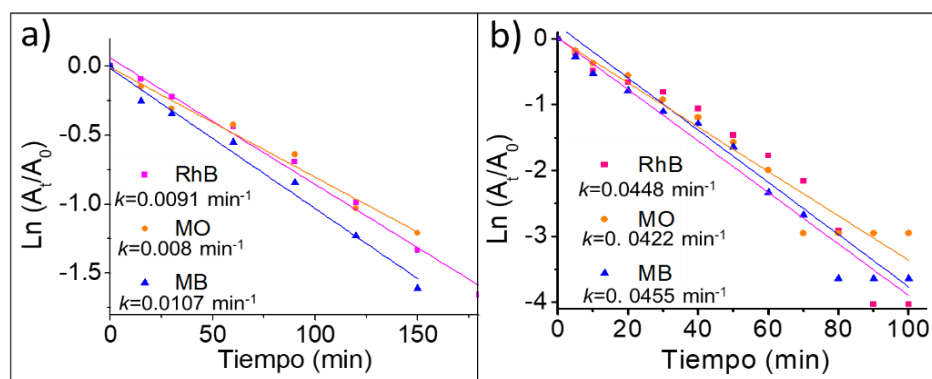 a)
Ln (Aₜ/A₀)
0.0
-0.5
-1.0
-1.5
RhB
k=0.0091 min⁻¹
MO
k=0.008 min⁻¹
MB
k=0.0107 min⁻¹
0 50 100 150
Tiempo (min)
b)
Ln (Aₜ/A₀)
0
-1
-2
-3
-4
RhB
k=0.0448 min⁻¹
MO
k=0. 0422 min⁻¹
MB
k=0. 0455 min⁻¹
0 20 40 60 80 100
Tiempo (min)